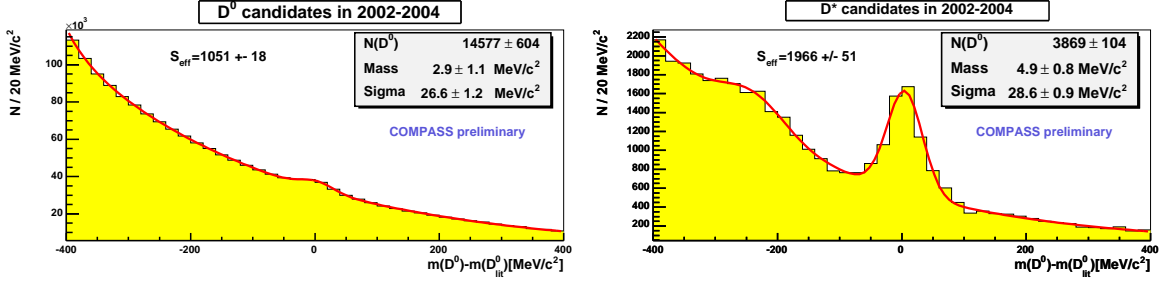 D⁰ candidates in 2002-2004
×10³
N / 20 MeV/c²
100
80
60
40
20
S_eff=1051 +- 18
N(D⁰) 14577 ± 604
Mass 2.9 ± 1.1 MeV/c²
Sigma 26.6 ± 1.2 MeV/c²
COMPASS preliminary
-400 -200 0 200 400
m(D⁰)-m(D⁰_lit)[MeV/c²]
D* candidates in 2002-2004
N / 20 MeV/c²
2200
2000
1800
1600
1400
1200
1000
800
600
400
200
S_eff=1966 +/- 51
N(D⁰) 3869 ± 104
Mass 4.9 ± 0.8 MeV/c²
Sigma 28.6 ± 0.9 MeV/c²
COMPASS preliminary
-400 -200 0 200 400
m(D⁰)-m(D⁰_lit)[MeV/c²]